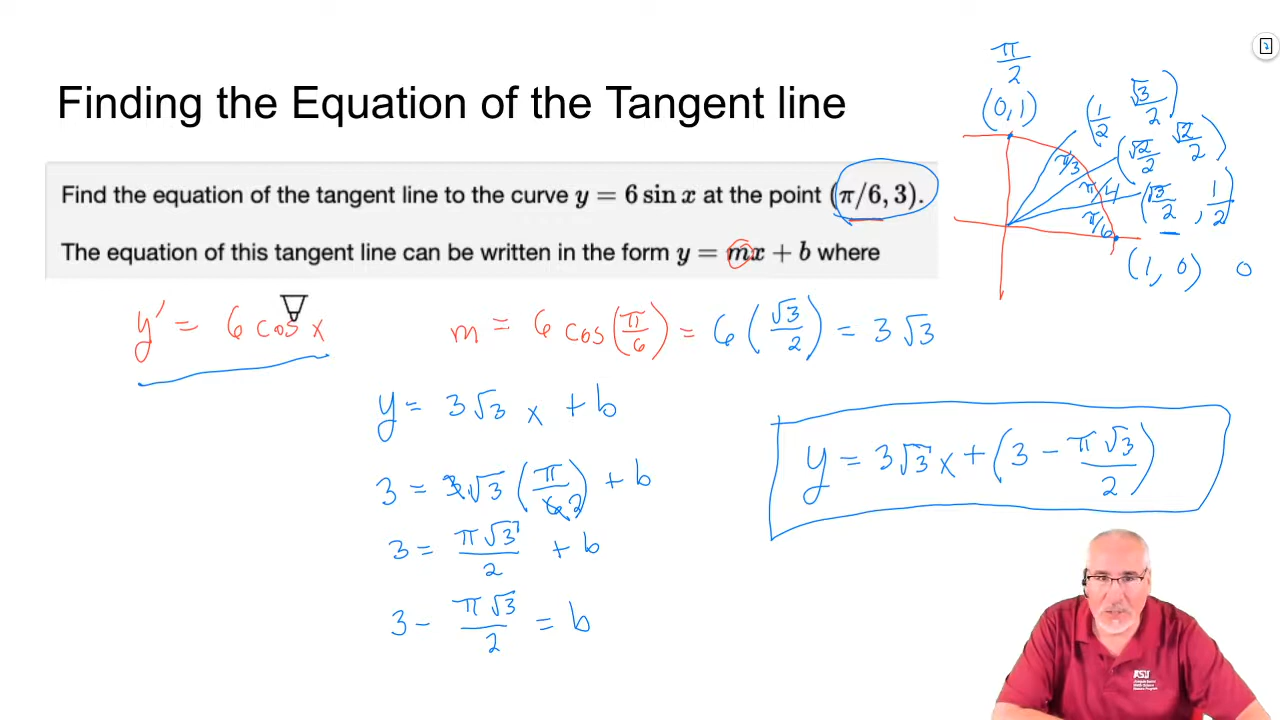 Finding the Equation of the Tangent line
Find the equation of the tangent line to the curve y = 6 sin x at the point (π/6, 3).
The equation of this tangent line can be written in the form y = mx + b where
y' = 6 cos x
m = 6 cos(π/6) = 6(√3/2) = 3√3
y = 3√3 x + b
3 = 3√3 (π/6 2) + b
3 = π√3/2 + b
3 - π√3/2 = b
y = 3√3 x + (3 - π√3/2)
π/2
(0, 1)
(1/2 √3/2)
(√2/2 √2/2)
(√3/2, 1/2)
π/3
π/4
π/6
(1, 0) 0
ASU